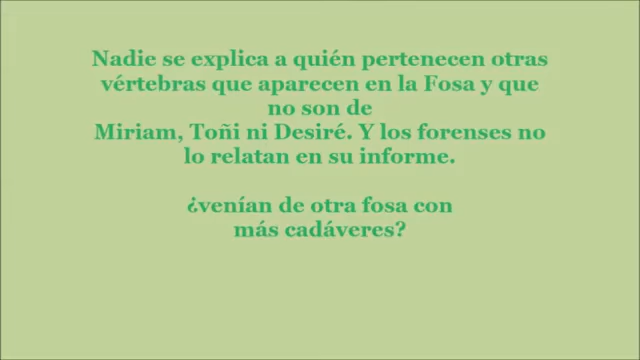 Nadie se explica a quién pertenecen otras
vértebras que aparecen en la Fosa y que
no son de
Miriam, Toñi ni Desiré. Y los forenses no
lo relatan en su informe.
¿venían de otra fosa con
más cadáveres?